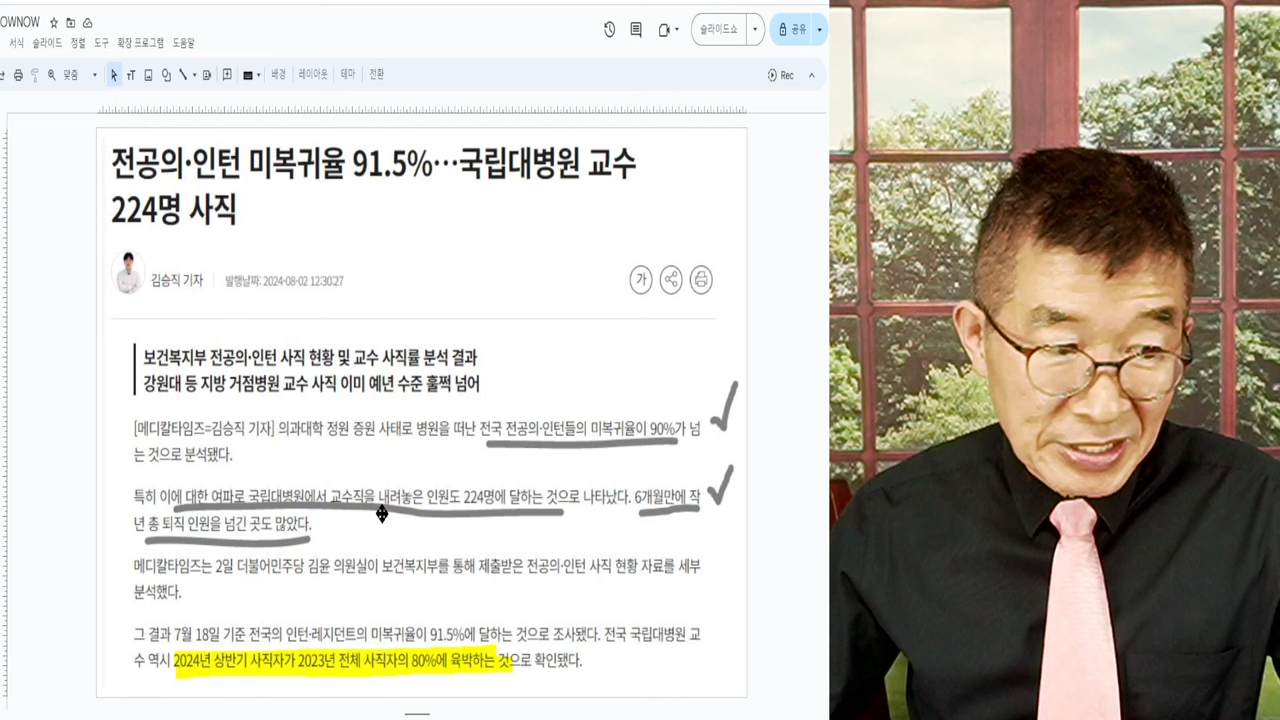 OWNOW
슬라이드쇼
공유
서식 슬라이드 정렬 도구 확장 프로그램 도움말
맞춤
배경 레이아웃 테마 전환
Rec
전공의·인턴 미복귀율 91.5%…국립대병원 교수
224명 사직
김승직 기자 발행날짜: 2024-08-02 12:30:27
가
보건복지부 전공의·인턴 사직 현황 및 교수 사직률 분석 결과
강원대 등 지방 거점병원 교수 사직 이미 예년 수준 훌쩍 넘어
[메디칼타임즈=김승직 기자] 의과대학 정원 증원 사태로 병원을 떠난 전국 전공의·인턴들의 미복귀율이 90%가 넘
는 것으로 분석됐다.
특히 이에 대한 여파로 국립대병원에서 교수직을 내려놓은 인원도 224명에 달하는 것으로 나타났다. 6개월만에 작
년 총 퇴직 인원을 넘긴 곳도 많았다.
메디칼타임즈는 2일 더불어민주당 김윤 의원실이 보건복지부를 통해 제출받은 전공의·인턴 사직 현황 자료를 세부
분석했다.
그 결과 7월 18일 기준 전국의 인턴·레지던트의 미복귀율이 91.5%에 달하는 것으로 조사됐다. 전국 국립대병원 교
수 역시 2024년 상반기 사직자가 2023년 전체 사직자의 80%에 육박하는 것으로 확인됐다.